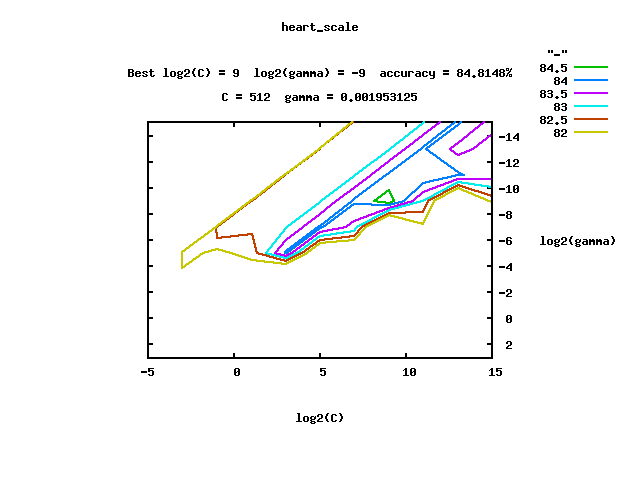 heart_scale
Best log2(C) = 9  log2(gamma) = -9  accuracy = 84.8148%
C = 512  gamma = 0.001953125
"_"
84.5
84
83.5
83
82.5
82
-14
-12
-10
-8
-6
-4
-2
0
2
log2(gamma)
-5 0 5 10 15
log2(C)